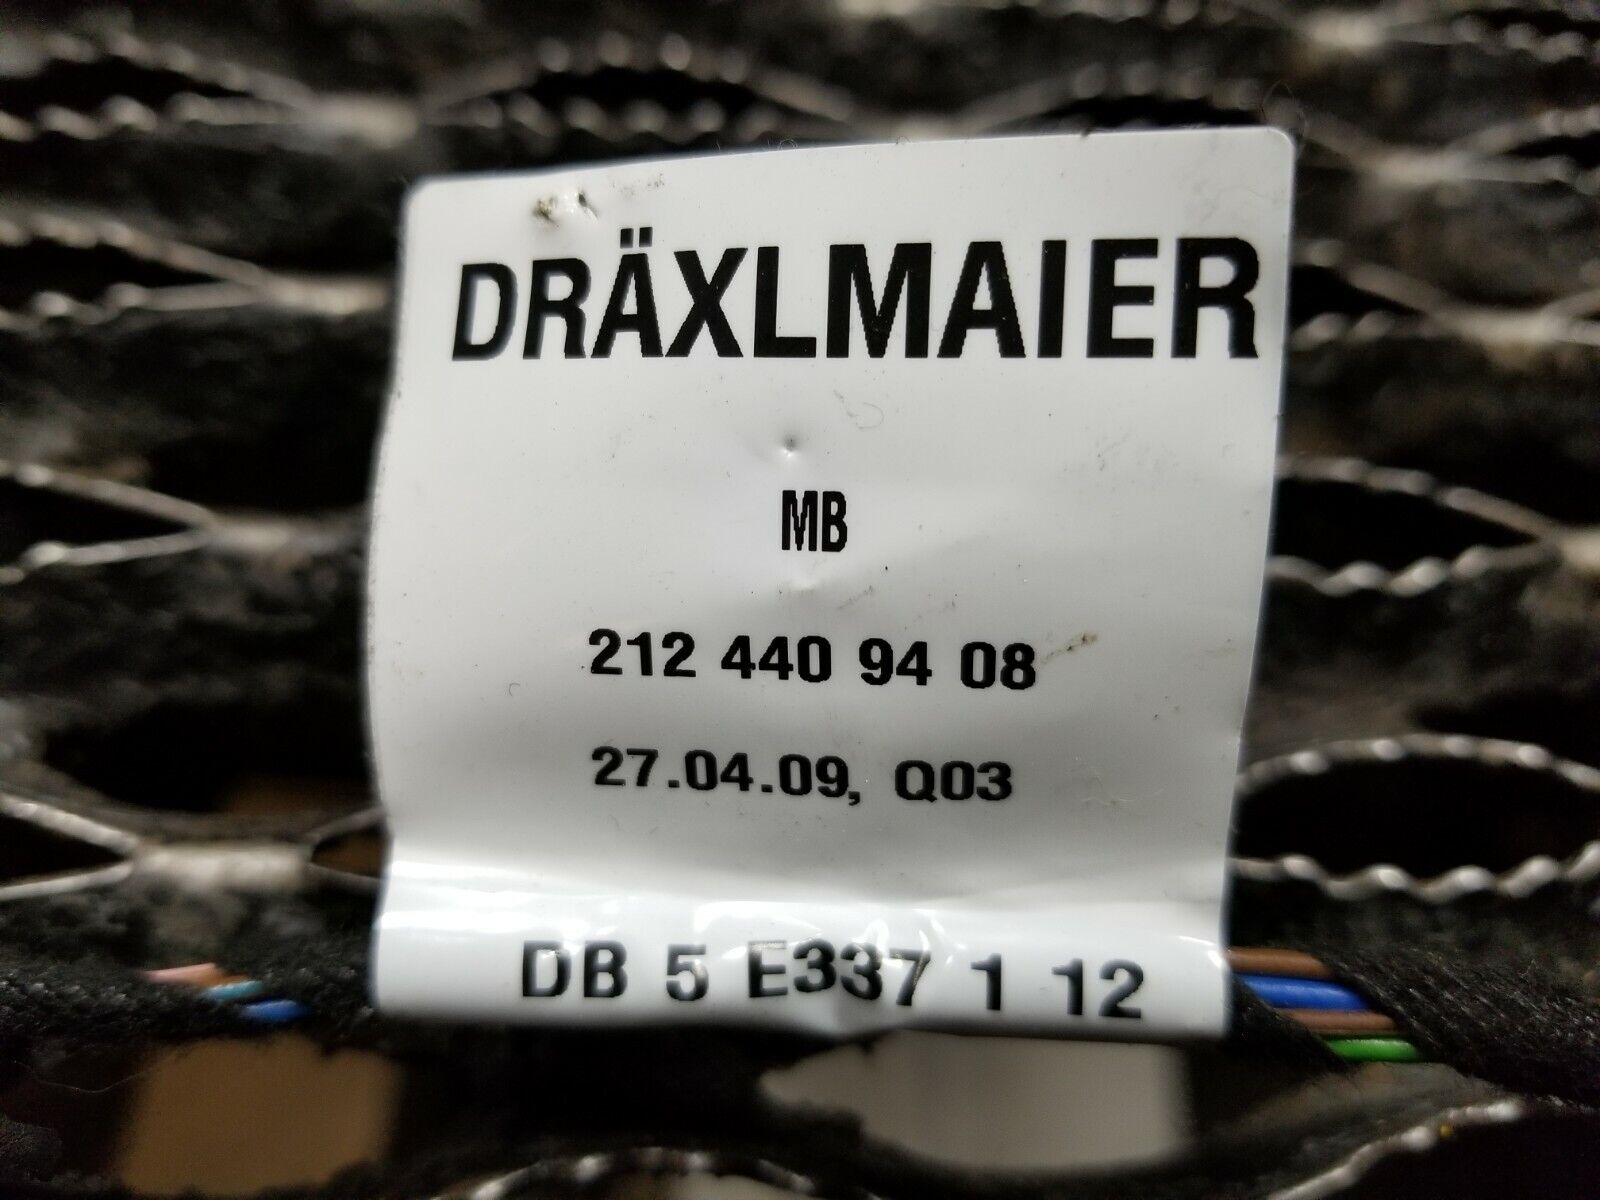 DRÄXLMAIER
MB
212 440 94 08
27.04.09, Q03
DB 5 E337 1 12